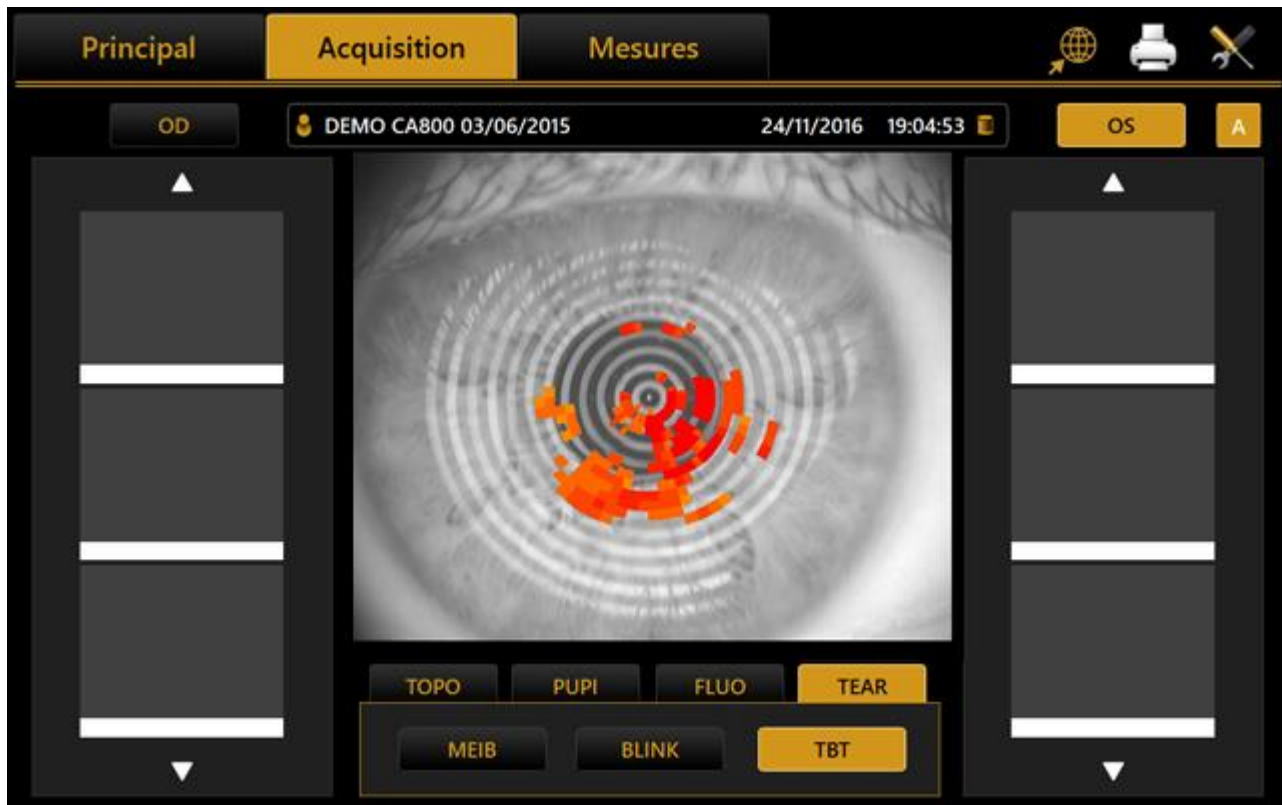 Principal Acquisition Mesures
OD DEMO CA800 03/06/2015 24/11/2016 19:04:53 OS A
TOPO PUPI FLUO TEAR
MEIB BLINK TBT